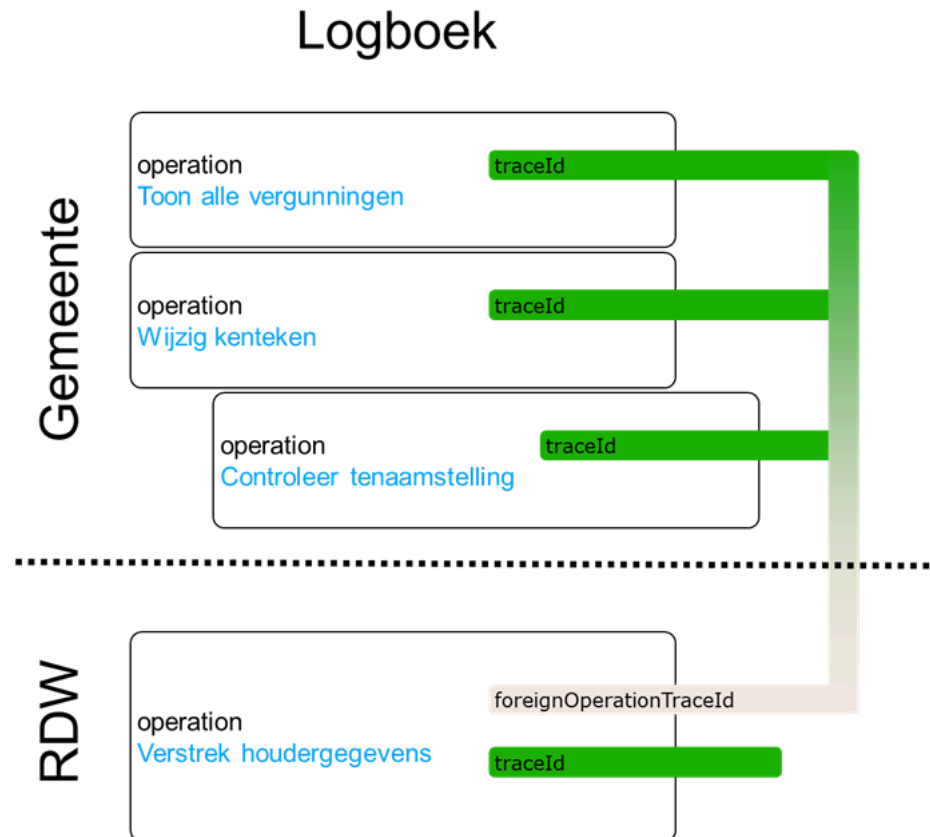 Logboek
Gemeente
operation
Toon alle vergunningen
traceId
operation
Wijzig kenteken
traceId
operation
Controleer tenaamstelling
traceId
RDW
foreignOperationTraceId
operation
Verstrek houdergegevens
traceId